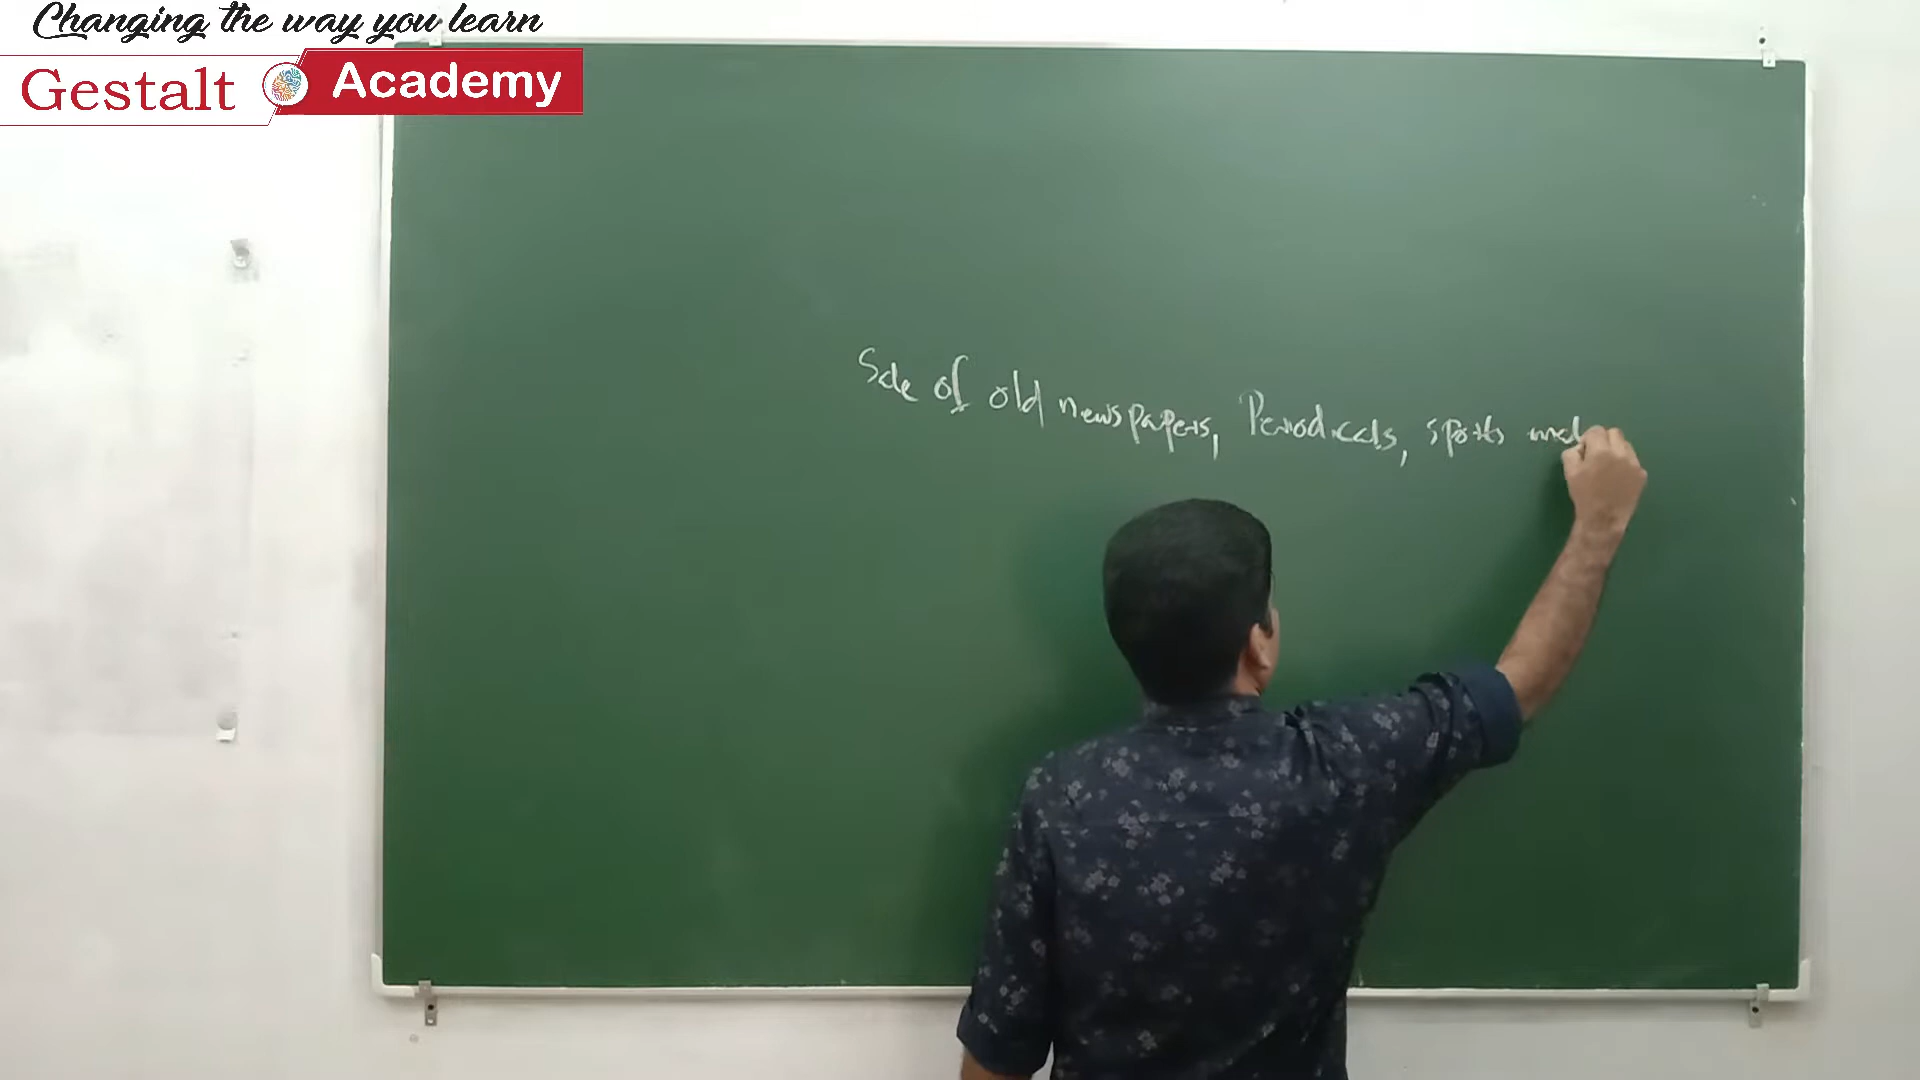 Changing the way you learn
Gestalt Academy
Sale of old newspapers, Periodicals, sports